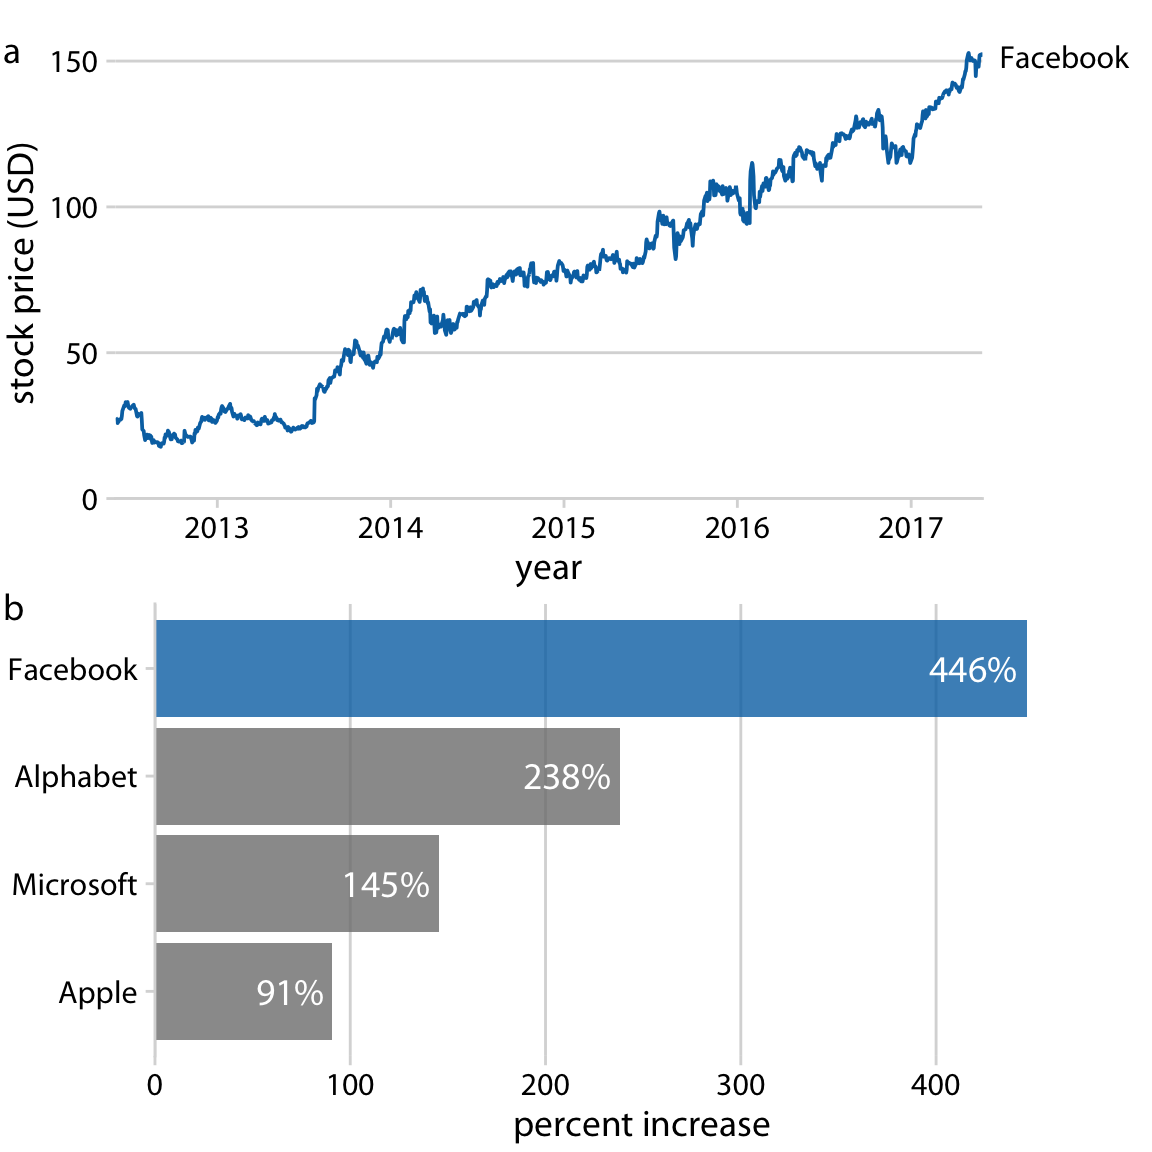 a
150
Facebook
100
50
0
stock price (USD)
2013 2014 2015 2016 2017
year
b
Facebook 446%
Alphabet 238%
Microsoft 145%
Apple 91%
0 100 200 300 400
percent increase